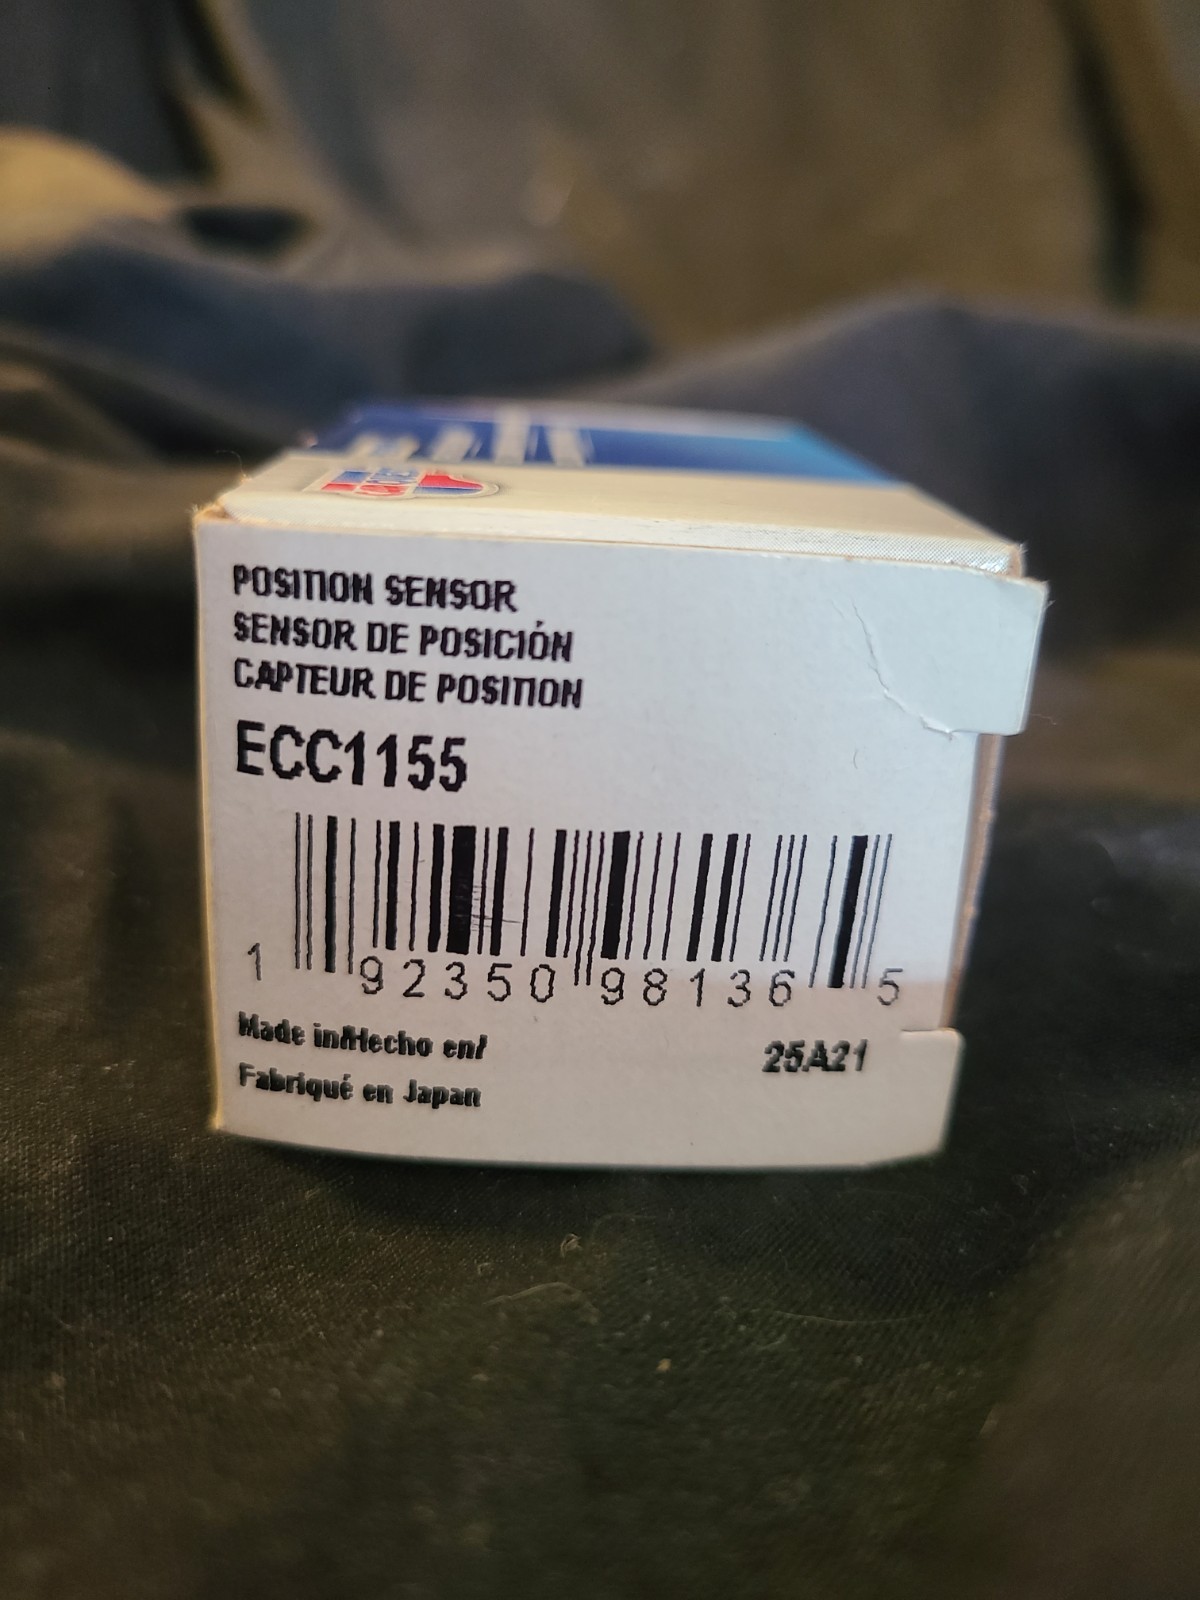 POSITION SENSOR
SENSOR DE POSICIÓN
CAPTEUR DE POSITION
ECC1155
1 92350 98136 5
Made in/Hecho en/
Fabriqué en Japan
25A21